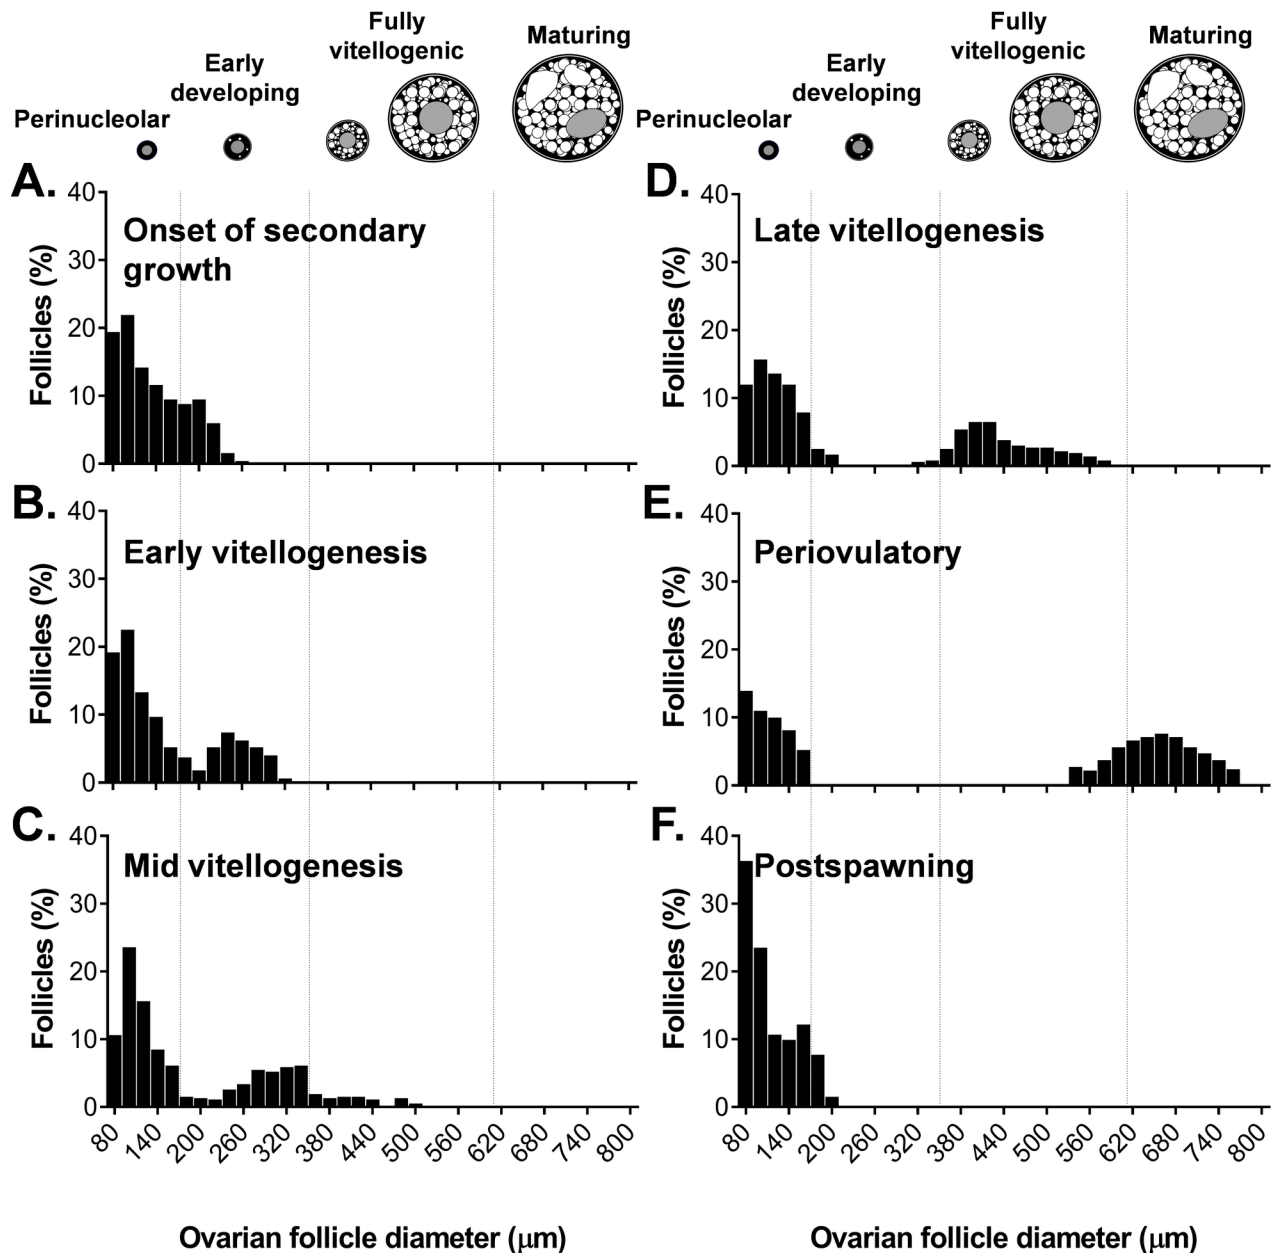 Fully
vitellogenic
Maturing
Early
developing
Perinucleolar
Fully
vitellogenic
Maturing
Early
developing
Perinucleolar
A.
Onset of secondary
growth
Follicles (%)
40
30
20
10
0
B.
Early vitellogenesis
Follicles (%)
40
30
20
10
0
C.
Mid vitellogenesis
Follicles (%)
40
30
20
10
0
80 140 200 260 320 380 440 500 560 620 680 740 800
Ovarian follicle diameter (μm)
D.
Late vitellogenesis
Follicles (%)
40
30
20
10
0
E.
Periovulatory
Follicles (%)
40
30
20
10
0
F.
Postspawning
Follicles (%)
40
30
20
10
0
80 140 200 260 320 380 440 500 560 620 680 740 800
Ovarian follicle diameter (μm)